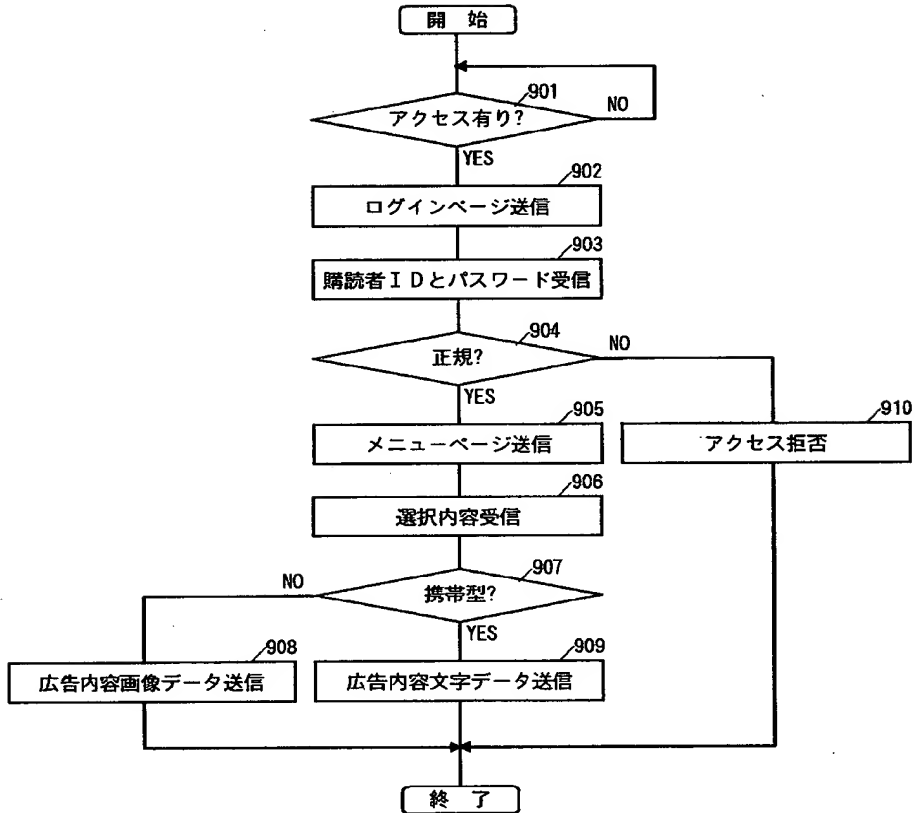 開 始
901
アクセス有り?
NO
YES
902
ログインページ送信
903
購読者IDとパスワード受信
904
正規?
NO
YES
905
メニューページ送信
910
アクセス拒否
906
選択内容受信
907
携帯型?
NO
YES
908
広告内容画像データ送信
909
広告内容文字データ送信
終 了